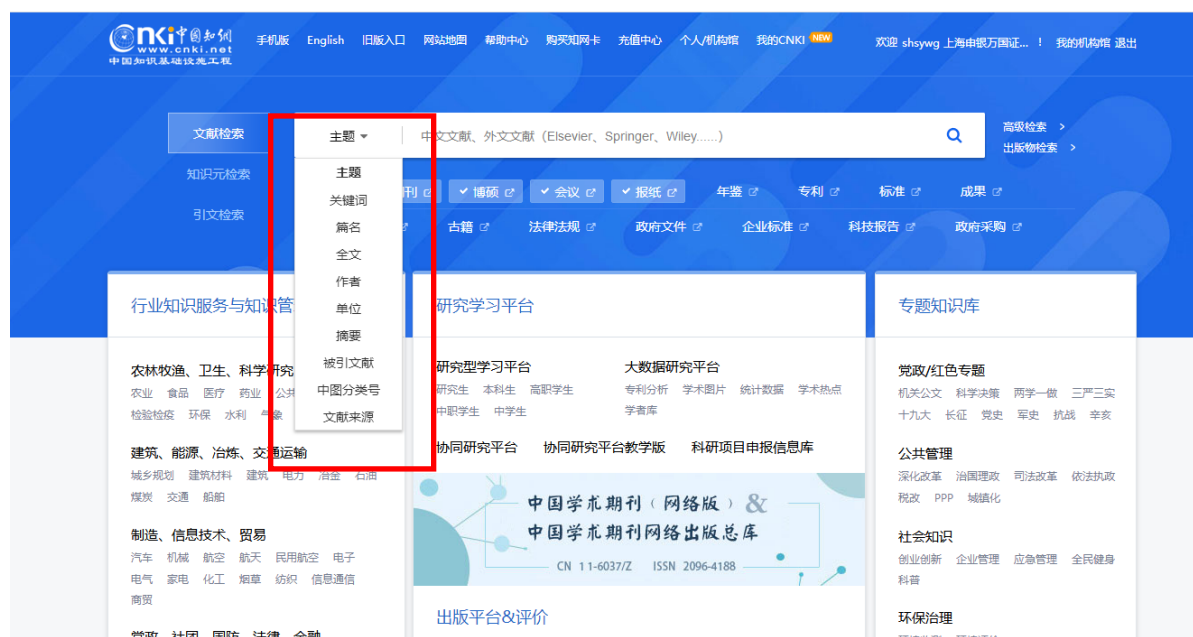 cnki中国知网
www.cnki.net
中国知识基础设施工程
手机版 English 旧版入口 网站地图 帮助中心 购买知网卡 充值中心 个人/机构馆 我的CNKI NEW 欢迎 shsywg 上海申银万国证... ! 我的机构馆 退出
文献检索 主题 中文文献、外文文献（Elsevier、Springer、Wiley......） 高级检索 >
出版物检索 >
知识元检索
引文检索
主题
关键词
篇名
全文
作者
单位
摘要
被引文献
中图分类号
文献来源
刊 博硕 会议 报纸 年鉴 专利 标准 成果
古籍 法律法规 政府文件 企业标准 科技报告 政府采购
行业知识服务与知识管
农林牧渔、卫生、科学研究
农业 食品 医疗 药业 公共
检验检疫 环保 水利 气象
建筑、能源、冶炼、交通运输
城乡规划 建筑材料 建筑 电力 冶金 石油
煤炭 交通 船舶
制造、信息技术、贸易
汽车 机械 航空 航天 民用航空 电子
电气 家电 化工 烟草 纺织 信息通信
商贸
党政、社团、国防、法律、金融
研究学习平台
研究型学习平台 大数据研究平台
研究生 本科生 高职学生 专利分析 学术图片 统计数据 学术热点
中职学生 中学生 学者库
协同研究平台 协同研究平台教学版 科研项目申报信息库
中国学术期刊（网络版）&
中国学术期刊网络出版总库
CN 11-6037/Z ISSN 2096-4188
出版平台&评价
专题知识库
党政/红色专题
机关公文 科学决策 两学一做 三严三实
十九大 长征 党史 军史 抗战 辛亥
公共管理
深化改革 治国理政 司法改革 依法执政
税改 PPP 城镇化
社会知识
创业创新 企业管理 应急管理 全民健身
科普
环保治理